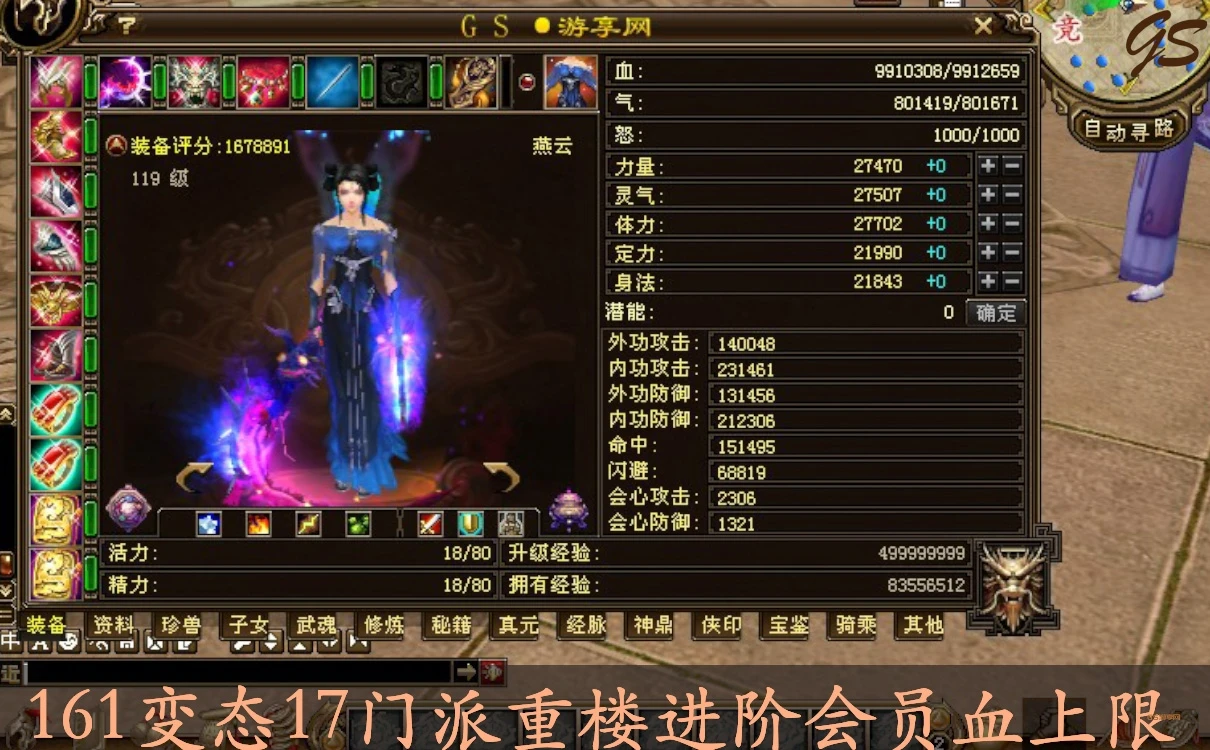 ? GS ●游享网 ×
竞
GS
自动寻路
装备评分:1678891
燕云
119 级
血: 9910308/9912659
气: 801419/801671
怒: 1000/1000
力量: 27470 +0
灵气: 27507 +0
体力: 27702 +0
定力: 21990 +0
身法: 21843 +0
潜能: 0 确定
外功攻击: 140048
内功攻击: 231461
外功防御: 131456
内功防御: 212306
命中: 151495
闪避: 68819
会心攻击: 2306
会心防御: 1321
活力: 18/80 升级经验: 499999999
精力: 18/80 拥有经验: 83556512
装备 资料 珍兽 子女 武魂 修炼 秘籍 真元 经脉 神鼎 侠印 宝鉴 骑乘 其他
近
161变态17门派重楼进阶会员血上限